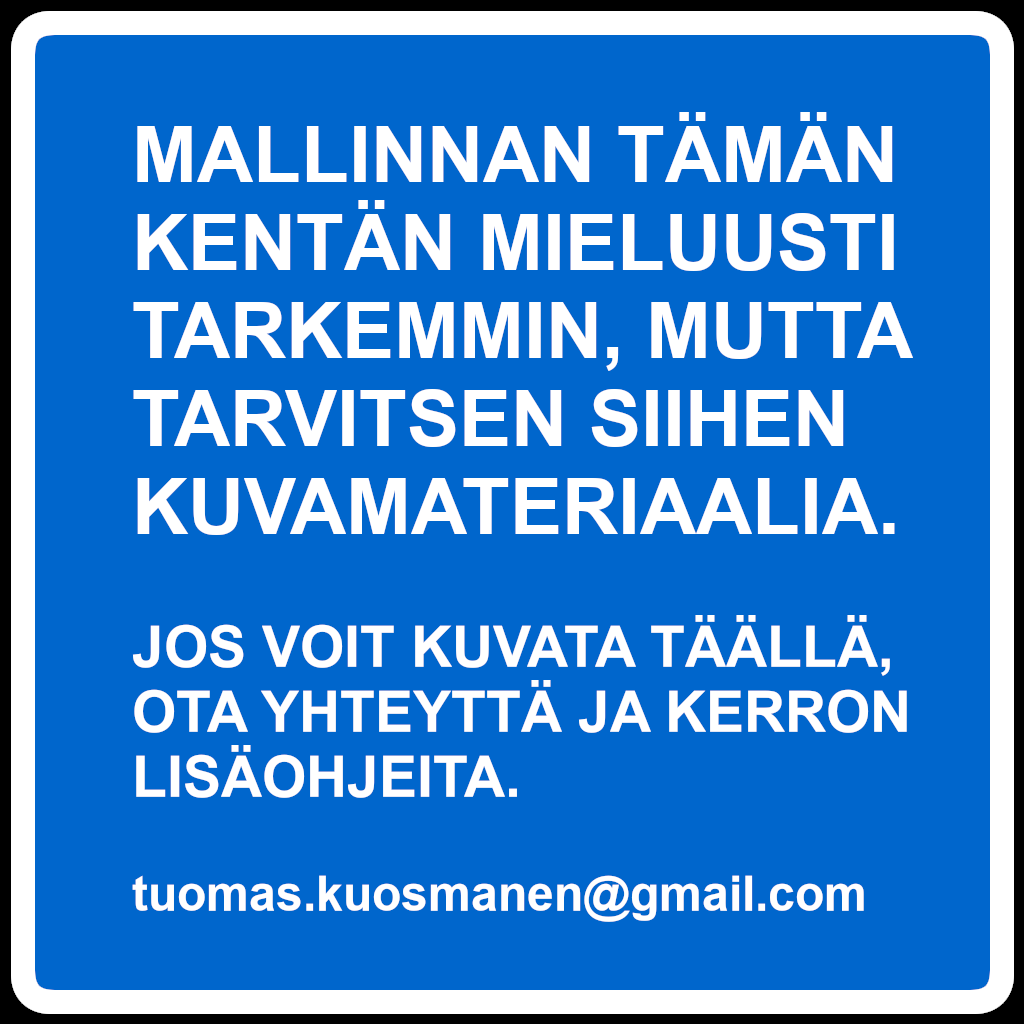 MALLINNAN TÄMÄN
KENTÄN MIELUUSTI
TARKEMMIN, MUTTA
TARVITSEN SIIHEN
KUVAMATERIAALIA.
JOS VOIT KUVATA TÄÄLLÄ,
OTA YHTEYTTÄ JA KERRON
LISÄOHJEITA.
tuomas.kuosmanen@gmail.com